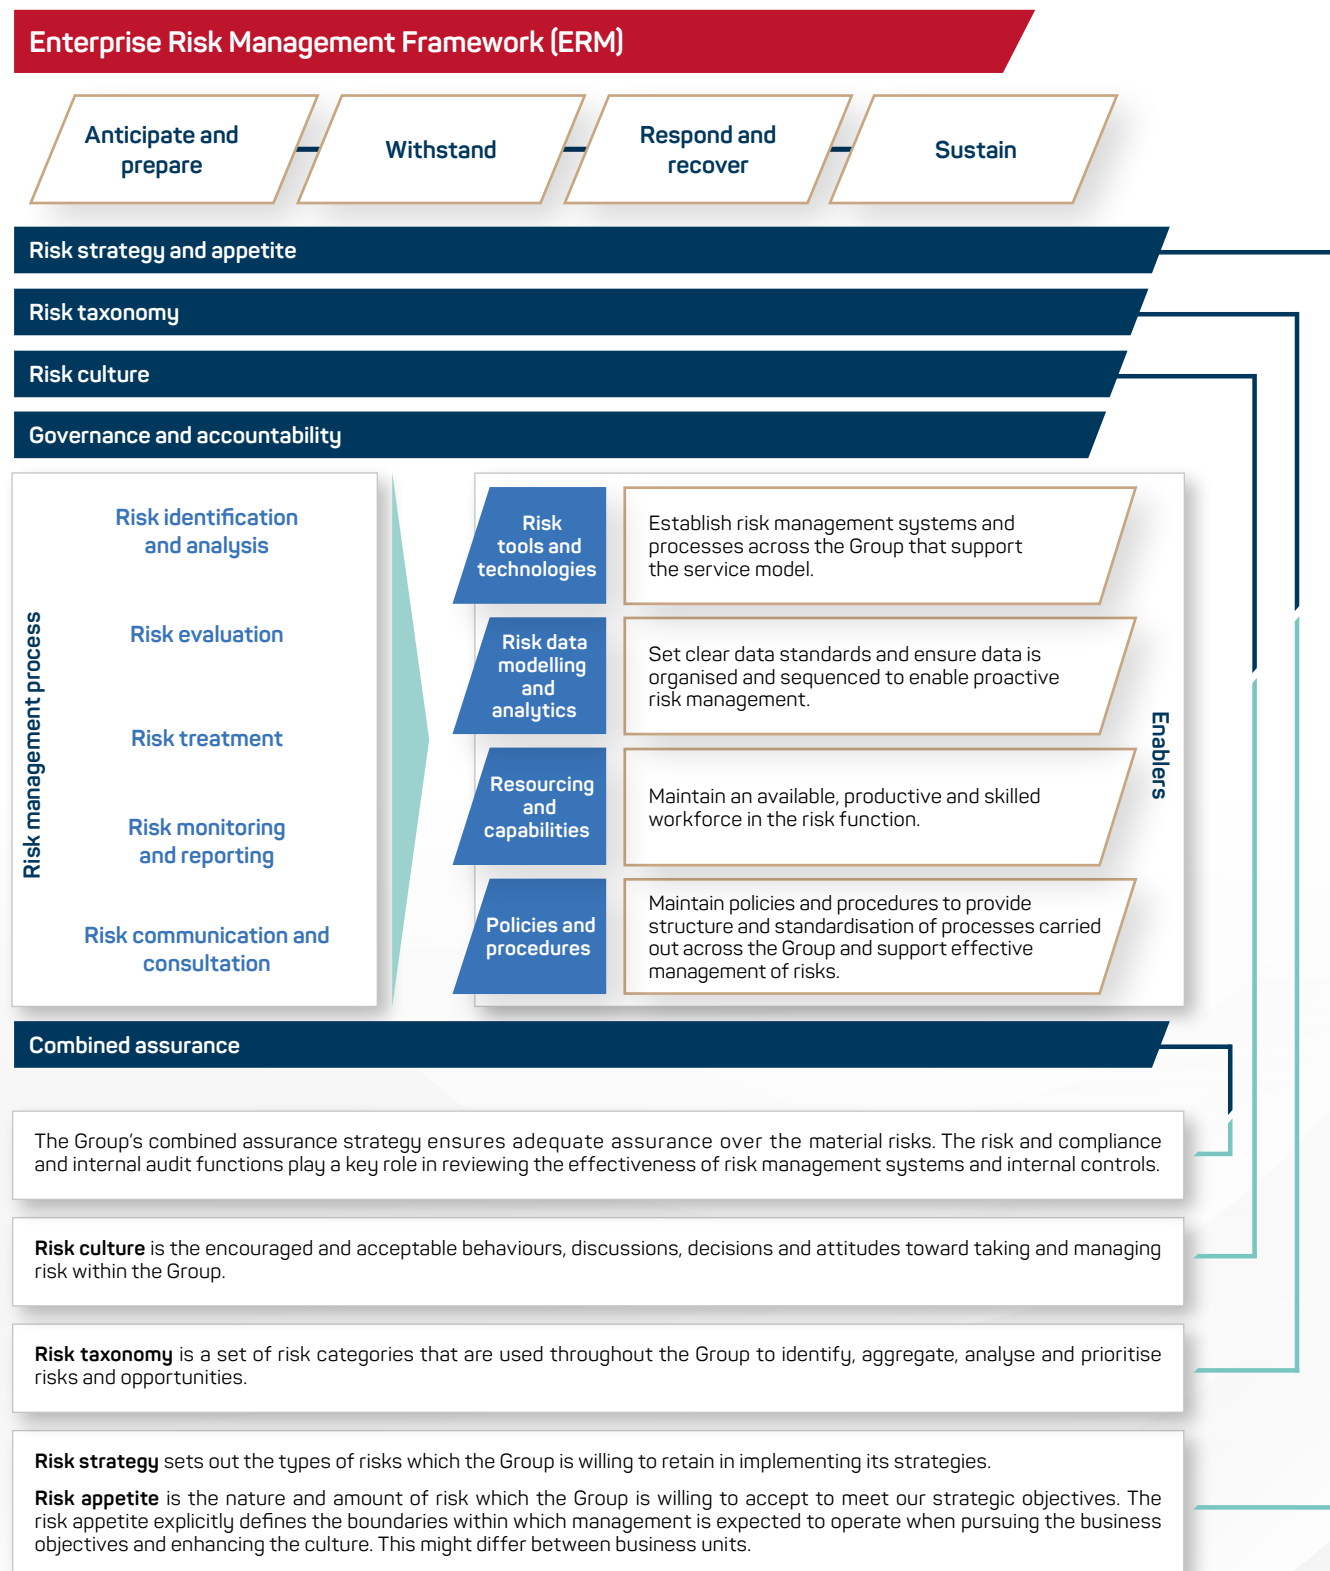 Enterprise Risk Management Framework (ERM)
Anticipate and
prepare
Withstand
Respond and
recover
Sustain
Risk strategy and appetite
Risk taxonomy
Risk culture
Governance and accountability
Risk management process
Risk identification
and analysis
Risk evaluation
Risk treatment
Risk monitoring
and reporting
Risk communication and
consultation
Risk
tools and
technologies
Establish risk management systems and
processes across the Group that support
the service model.
Risk data
modelling
and
analytics
Set clear data standards and ensure data is
organised and sequenced to enable proactive
risk management.
Resourcing
and
capabilities
Maintain an available, productive and skilled
workforce in the risk function.
Policies and
procedures
Maintain policies and procedures to provide
structure and standardisation of processes carried
out across the Group and support effective
management of risks.
Enablers
Combined assurance
The Group's combined assurance strategy ensures adequate assurance over the material risks. The risk and compliance
and internal audit functions play a key role in reviewing the effectiveness of risk management systems and internal controls.
Risk culture is the encouraged and acceptable behaviours, discussions, decisions and attitudes toward taking and managing
risk within the Group.
Risk taxonomy is a set of risk categories that are used throughout the Group to identify, aggregate, analyse and prioritise
risks and opportunities.
Risk strategy sets out the types of risks which the Group is willing to retain in implementing its strategies.
Risk appetite is the nature and amount of risk which the Group is willing to accept to meet our strategic objectives. The
risk appetite explicitly defines the boundaries within which management is expected to operate when pursuing the business
objectives and enhancing the culture. This might differ between business units.